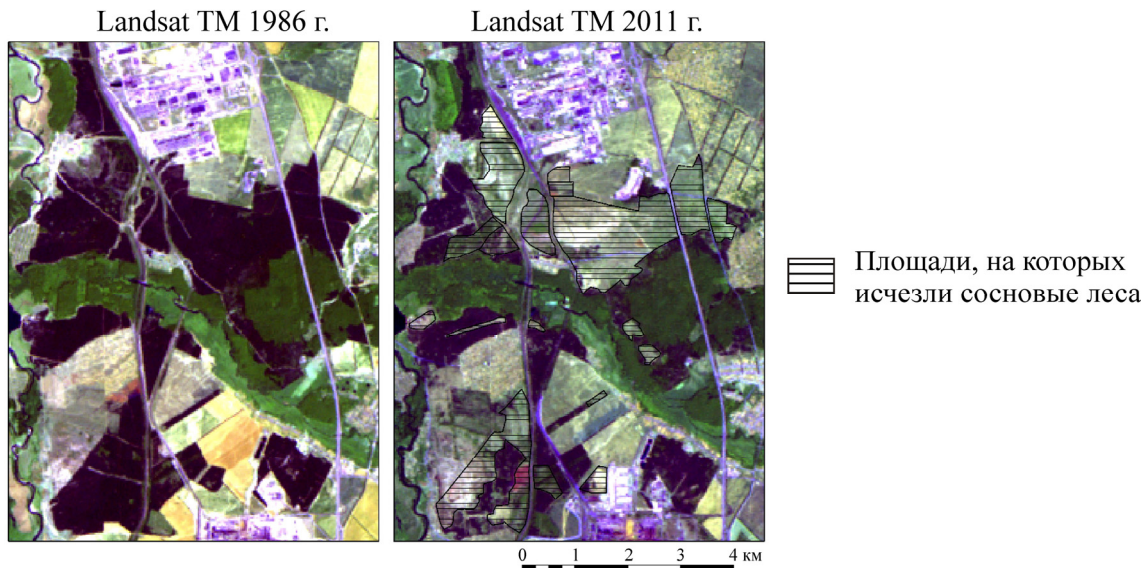 Landsat TM 1986 г.
Landsat TM 2011 г.
Площади, на которых
исчезли сосновые леса
0 1 2 3 4 км